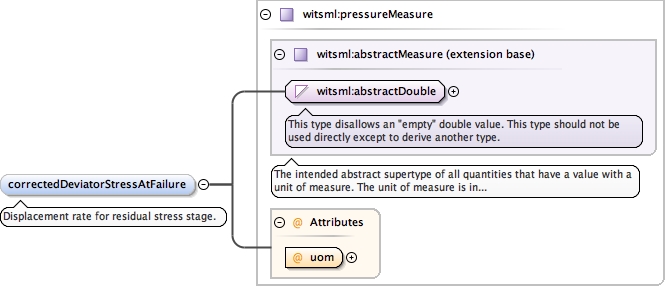 witsml:pressureMeasure
witsml:abstractMeasure (extension base)
witsml:abstractDouble
This type disallows an "empty" double value. This type should not be
used directly except to derive another type.
The intended abstract supertype of all quantities that have a value with a
unit of measure. The unit of measure is in...
correctedDeviatorStressAtFailure
Displacement rate for residual stress stage.
@ Attributes
@ uom